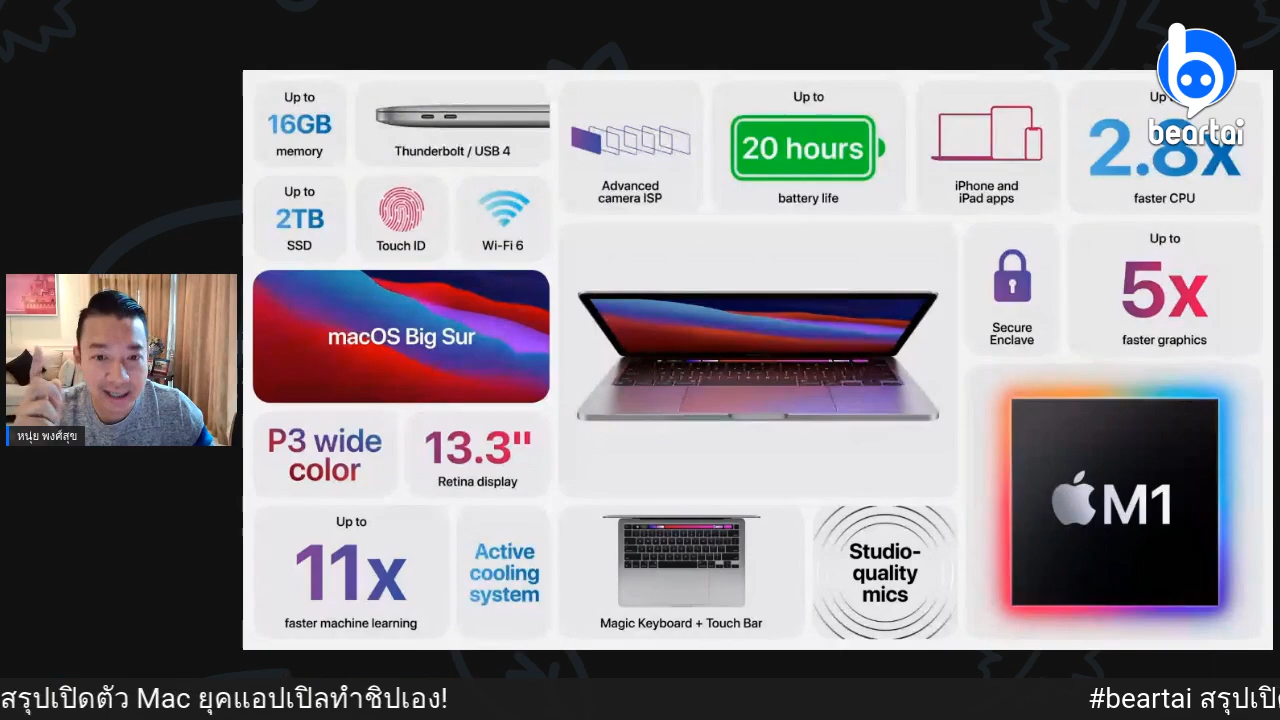 Up to
16GB
memory
Thunderbolt / USB 4
Up to
2TB
SSD
Touch ID
Wi-Fi 6
macOS Big Sur
P3 wide
color
13.3"
Retina display
Up to
11x
faster machine learning
Active
cooling
system
Advanced
camera ISP
Up to
20 hours
battery life
iPhone and
iPad apps
Up
2.8x
faster CPU
Secure
Enclave
Up to
5x
faster graphics
M1
Magic Keyboard + Touch Bar
Studio-
quality
mics
beartai
หนุ่ย พงศ์สุข
สรุปเปิดตัว Mac ยุคแอปเปิลทำชิปเอง!
#beartai สรุปเปิ